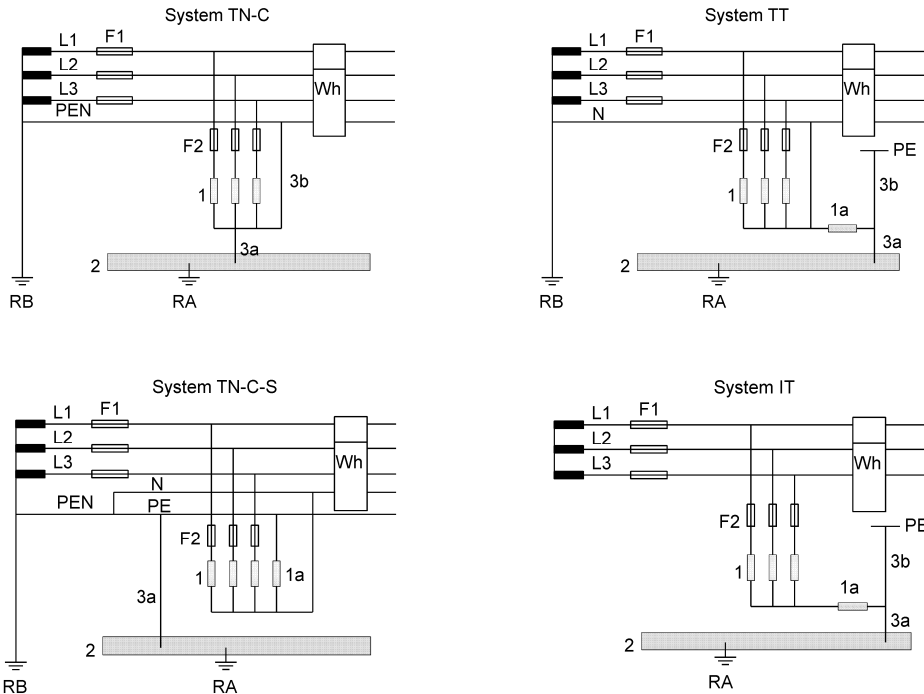 System TN-C
L1 F1
L2
L3
PEN
Wh
F2
1
3b
3a
2
RB
RA
System TT
L1 F1
L2
L3
N
Wh
F2
PE
1
3b
1a
3a
2
RB
RA
System TN-C-S
L1 F1
L2
L3
N
PEN PE
Wh
F2
1
1a
3a
2
RB
RA
System IT
L1 F1
L2
L3
Wh
F2
PE
1
3b
1a
3a
2
RA